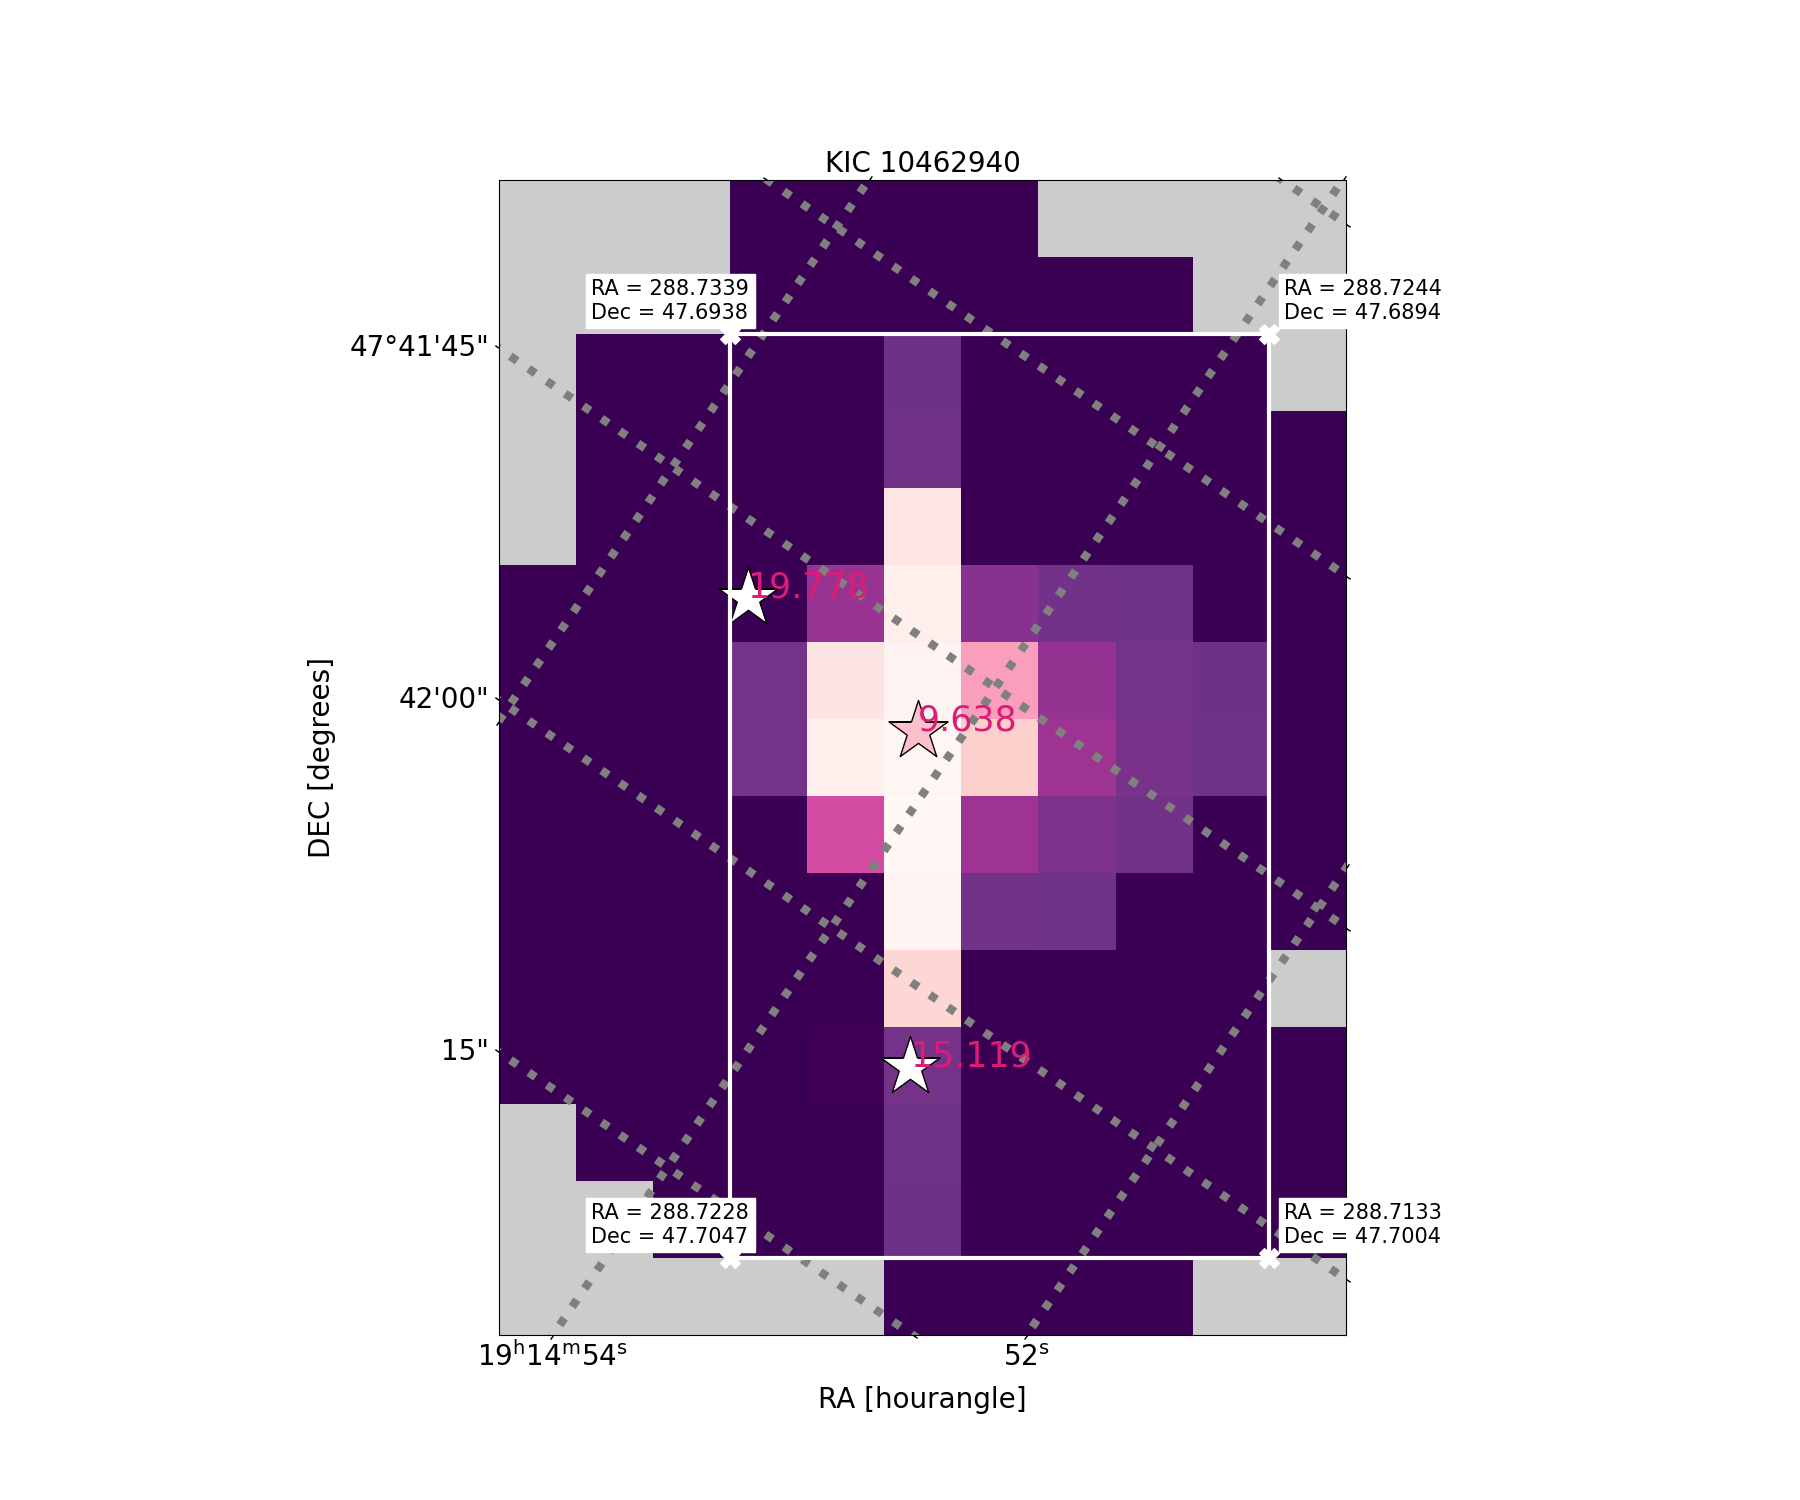 KIC 10462940
RA = 288.7339
Dec = 47.6938
RA = 288.7244
Dec = 47.6894
47°41'45"
19.778
42'00"
9.638
DEC [degrees]
15"
15.119
RA = 288.7228
Dec = 47.7047
RA = 288.7133
Dec = 47.7004
19ʰ14ᵐ54ˢ
52ˢ
RA [hourangle]